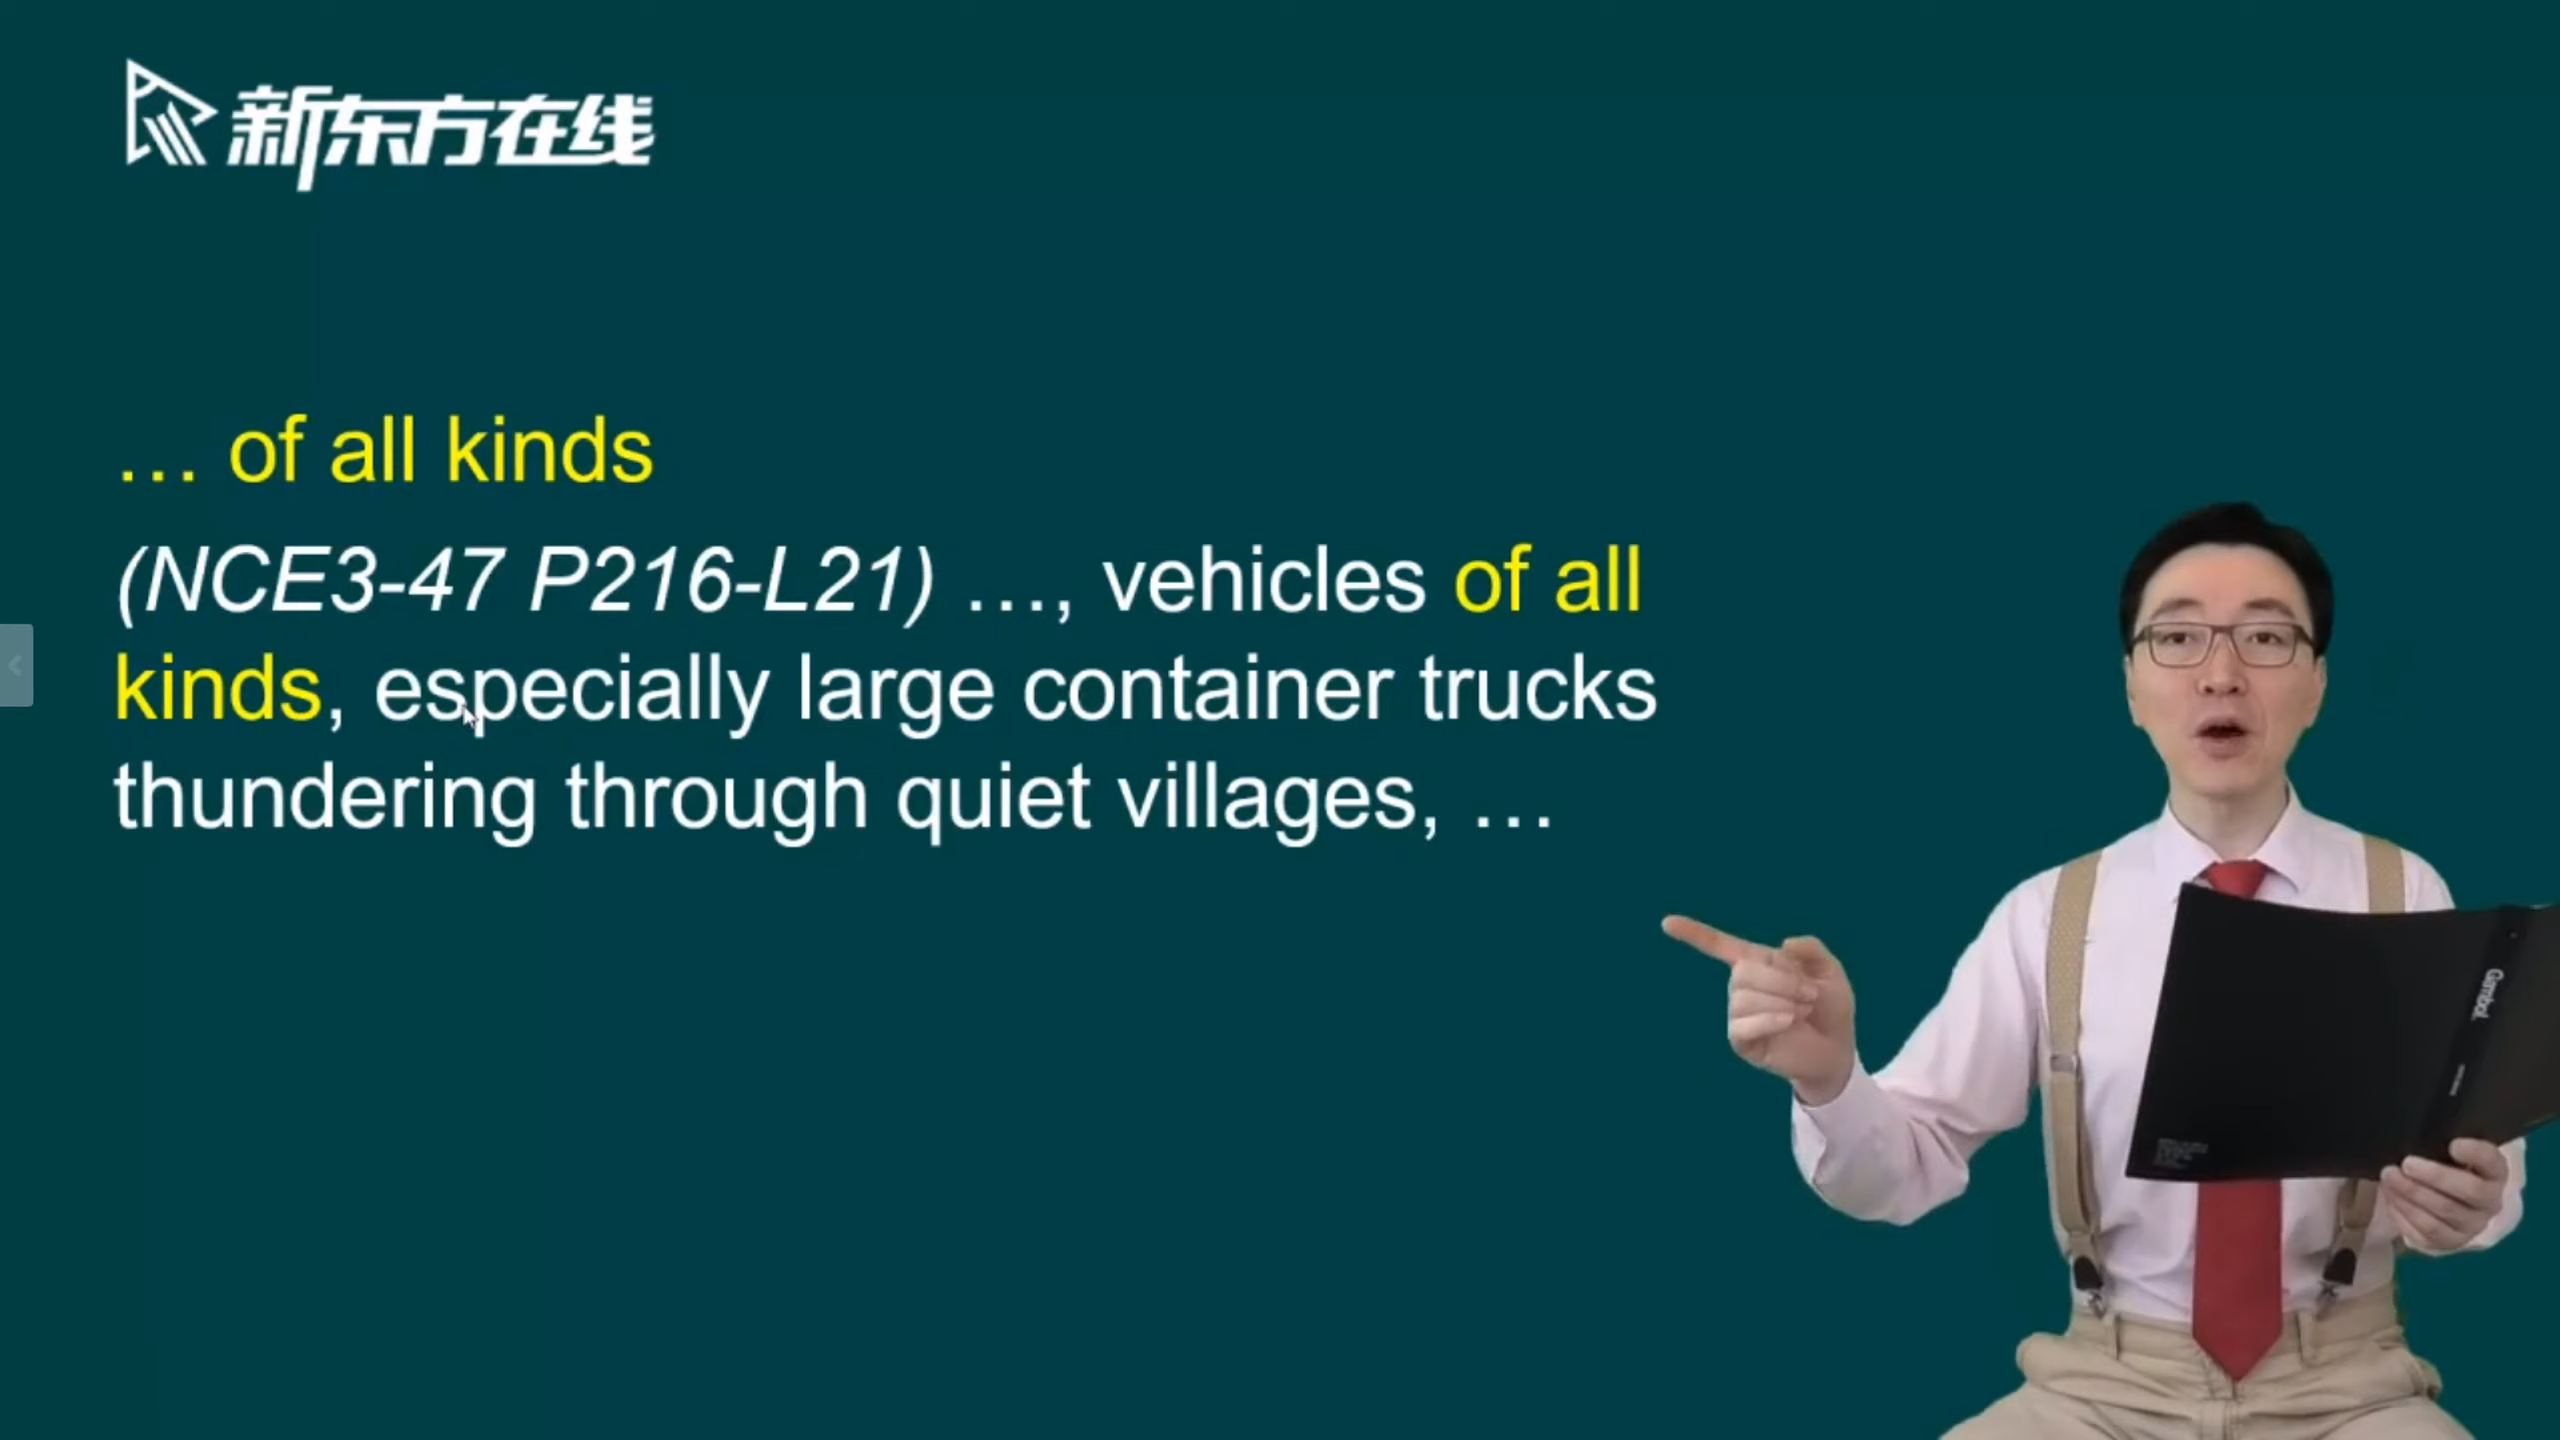 新东方在线
… of all kinds
(NCE3-47 P216-L21) …, vehicles of all
kinds, especially large container trucks
thundering through quiet villages, …
Gambol